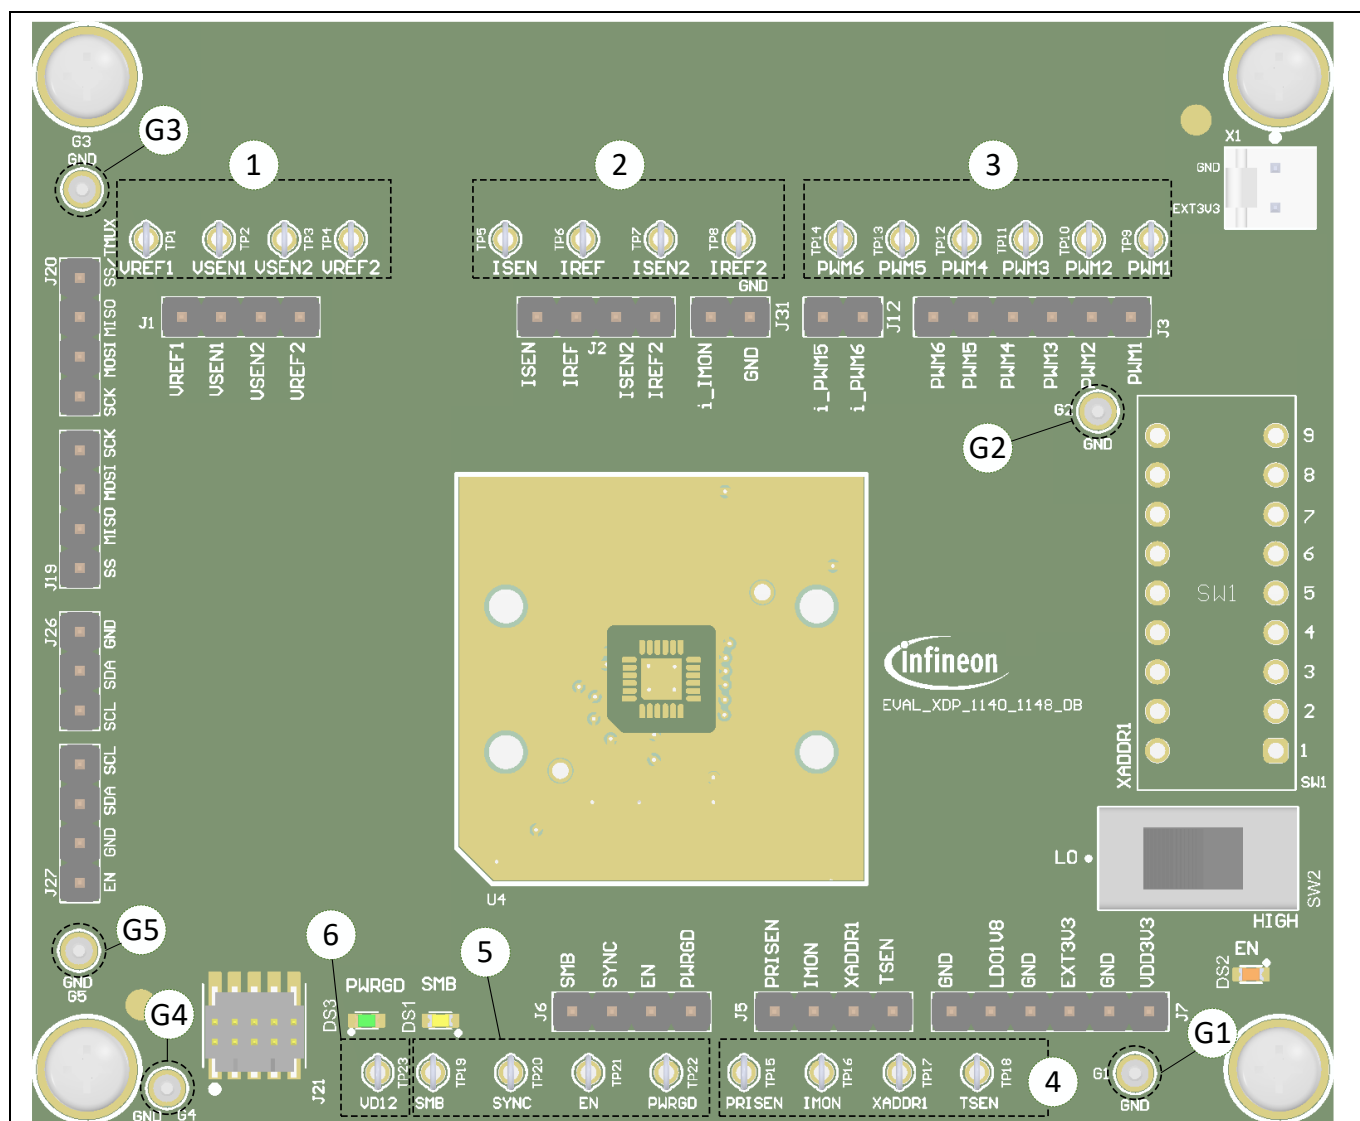 G3
GND
G3
1
2
3
X1
GND
EXT3V3
TP1
TP2
TP3
TP4
VREF1
VSEN1
VSEN2
VREF2
TP5
TP6
TP7
TP8
ISEN
IREF
ISEN2
IREF2
GND
TP14
TP13
TP12
TP11
TP10
TP9
PWM6
PWM5
PWM4
PWM3
PWM2
PWM1
J20
SS/TMUX
MISO
MOSI
SCK
J1
VREF1
VSEN1
VSEN2
VREF2
J2
ISEN
IREF
ISEN2
IREF2
J31
i_IMON
GND
J12
i_PWM5
i_PWM6
J3
PWM6
PWM5
PWM4
PWM3
PWM2
PWM1
G2
GND
G2
J19
SCK
MOSI
MISO
SS
9
8
7
6
5
4
3
2
1
SW1
XADDR1
SW1
J26
GND
SDA
SCL
infineon
EVAL_XDP_1140_1148_DB
J27
SCL
SDA
GND
EN
U4
LO
HIGH
SW2
G5
GND
G5
6
5
PWRGD
DS3
SMB
DS1
J6
SMB
SYNC
EN
PWRGD
J5
PRISEN
IMON
XADDR1
TSEN
J7
GND
LDO1V8
GND
EXT3V3
GND
VDD3V3
EN
DS2
G4
GND
G4
J21
TP23
VD12
TP19
TP20
TP21
TP22
SMB
SYNC
EN
PWRGD
TP15
TP16
TP17
TP18
PRISEN
IMON
XADDR1
TSEN
4
G1
GND
G1